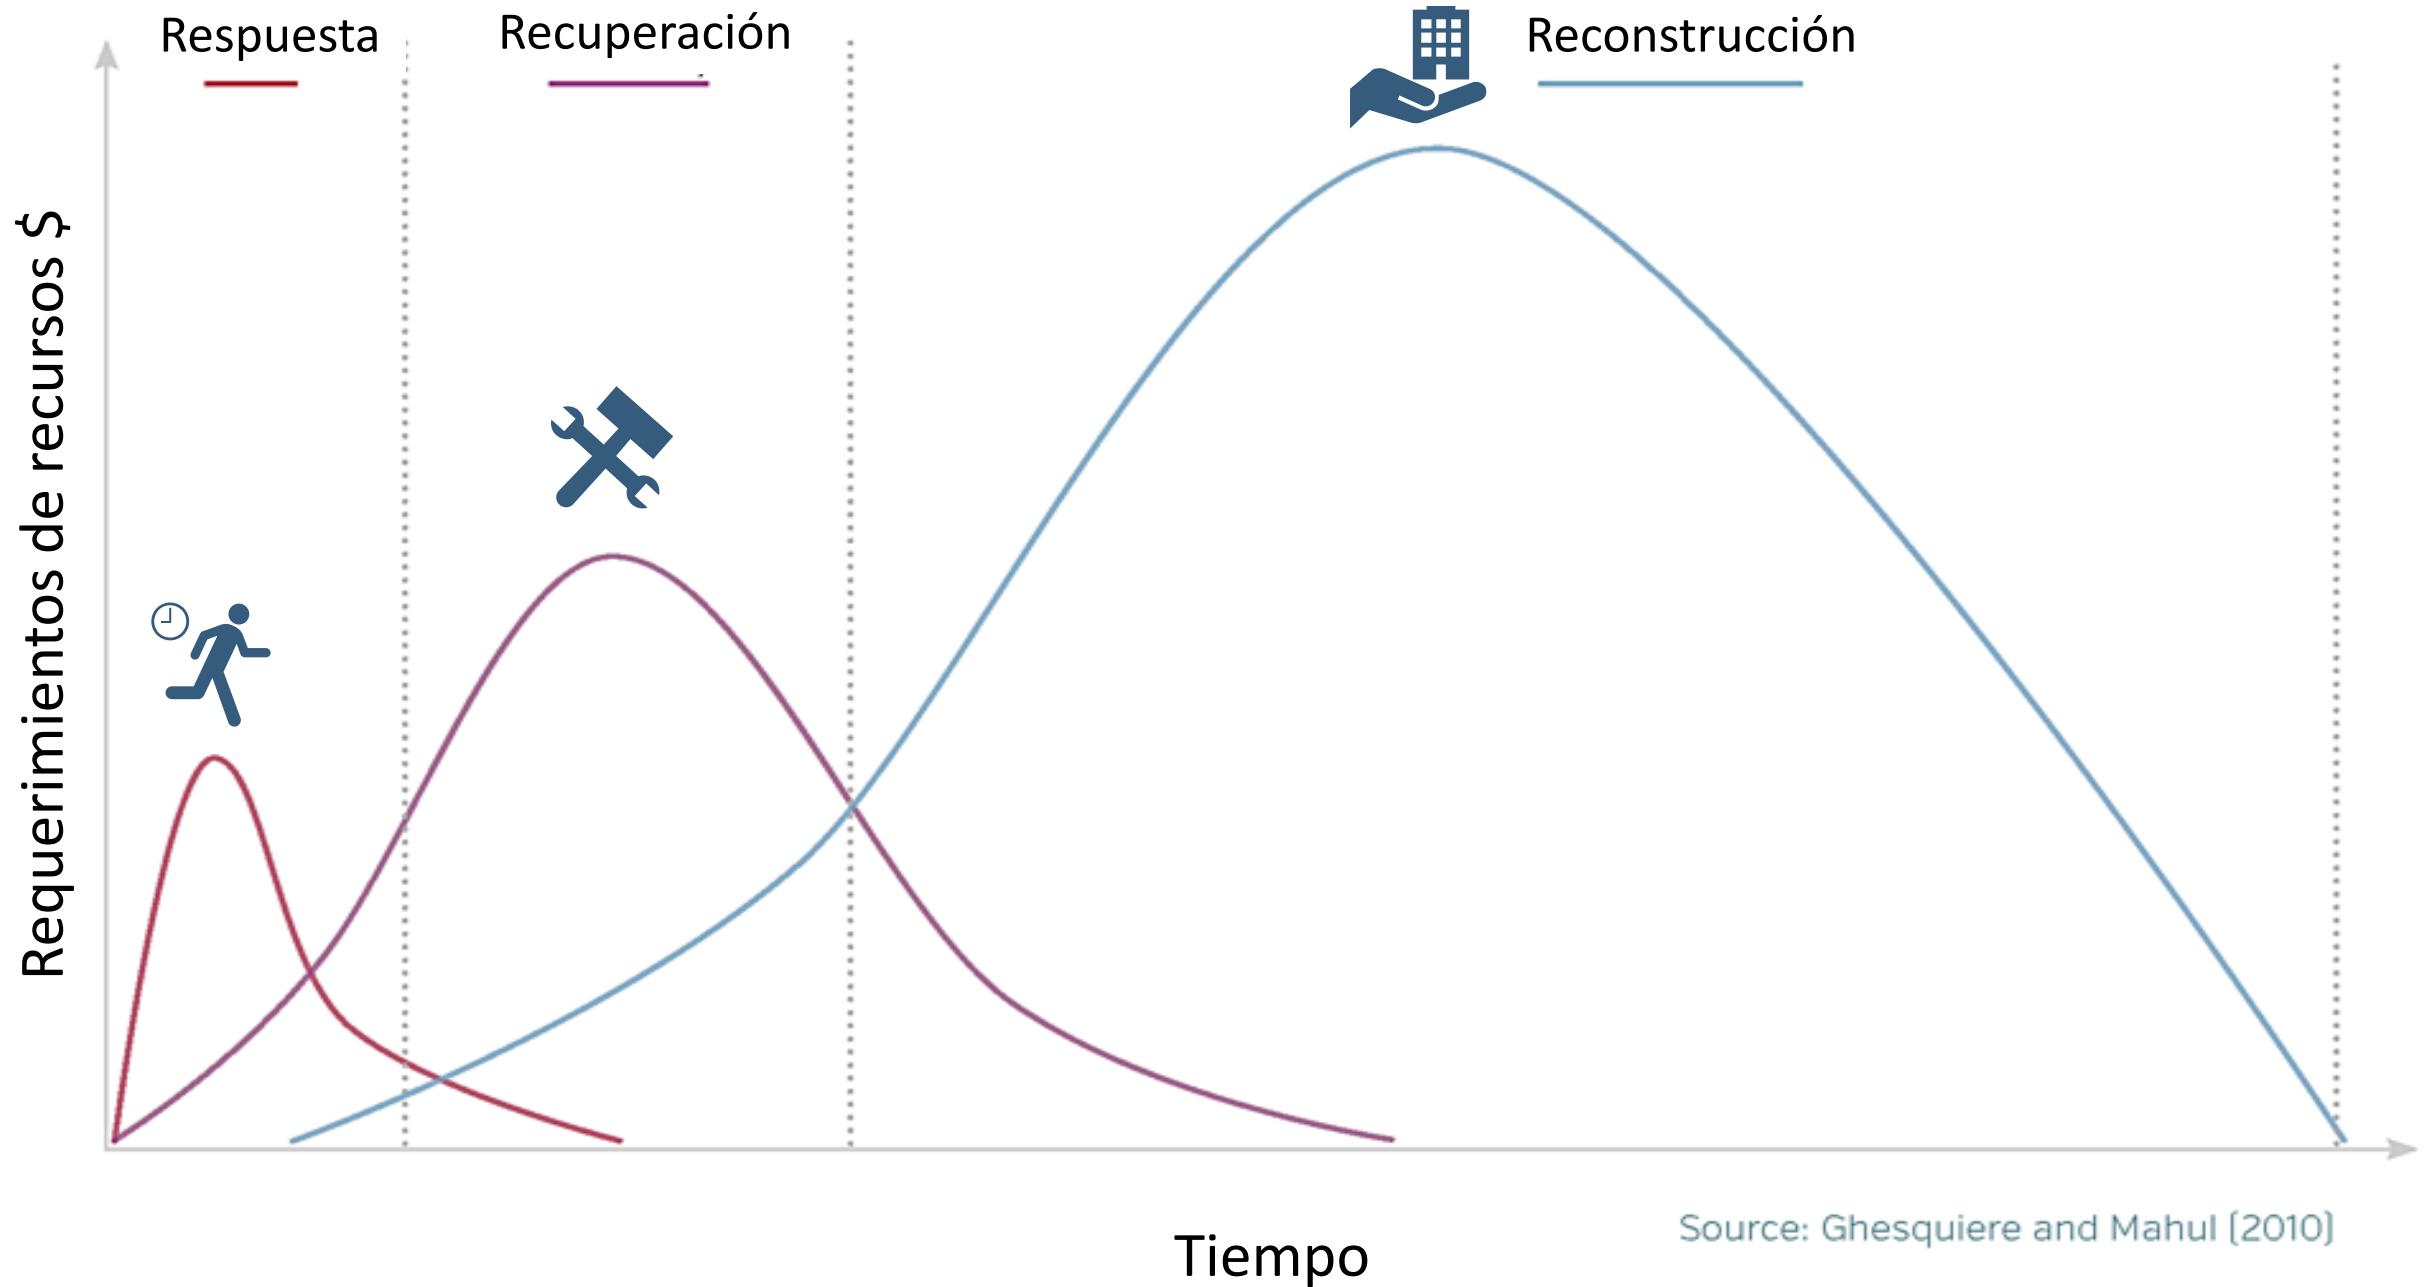 Respuesta
Recuperación
Reconstrucción
Requerimientos de recursos $
Tiempo
Source: Ghesquiere and Mahul (2010)